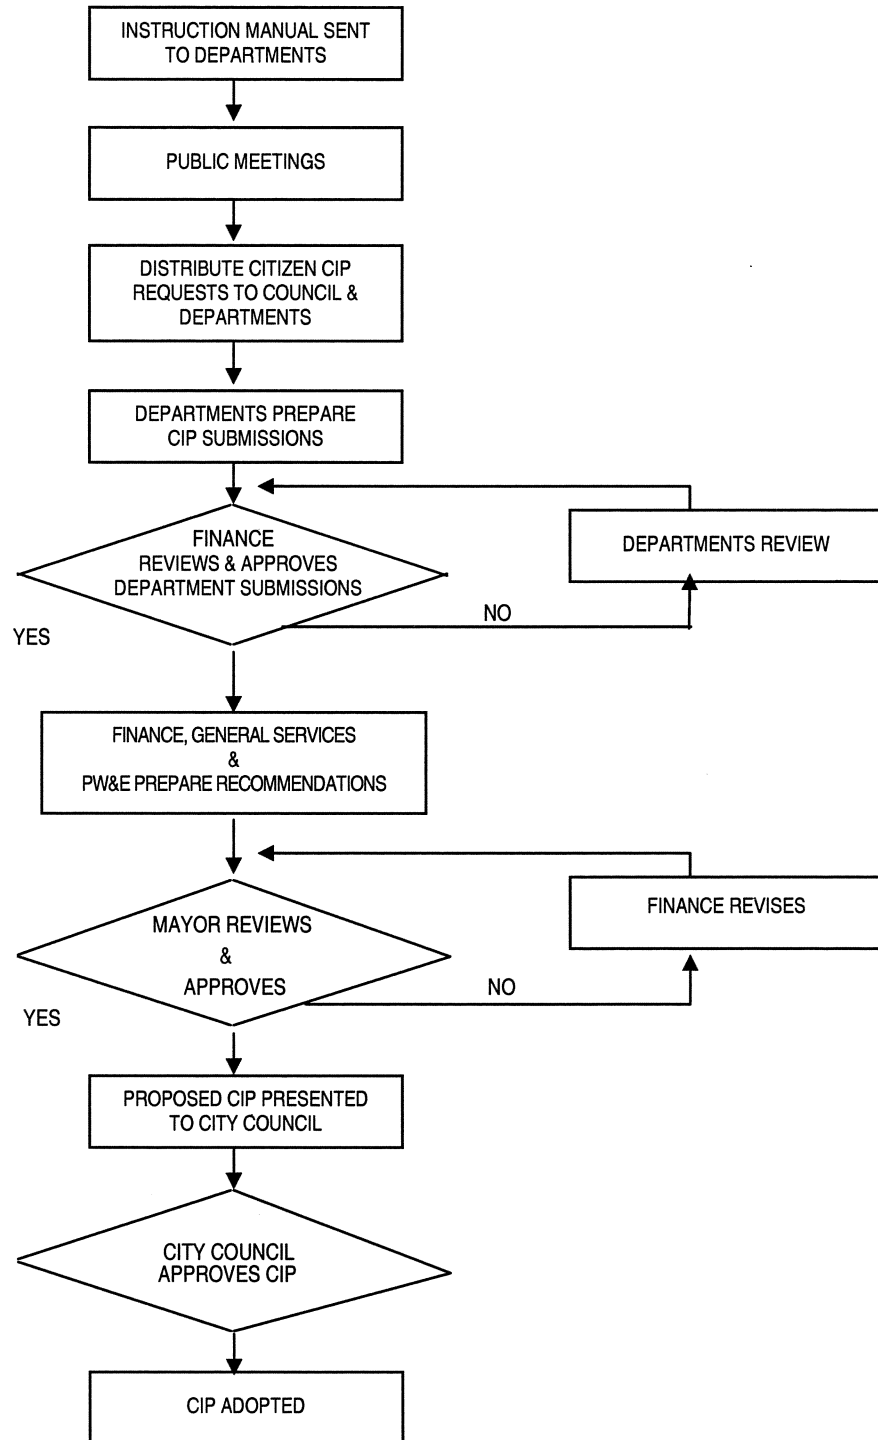 INSTRUCTION MANUAL SENT
TO DEPARTMENTS
PUBLIC MEETINGS
DISTRIBUTE CITIZEN CIP
REQUESTS TO COUNCIL &
DEPARTMENTS
DEPARTMENTS PREPARE
CIP SUBMISSIONS
FINANCE
REVIEWS & APPROVES
DEPARTMENT SUBMISSIONS
DEPARTMENTS REVIEW
NO
YES
FINANCE, GENERAL SERVICES
&
PW&E PREPARE RECOMMENDATIONS
MAYOR REVIEWS
&
APPROVES
FINANCE REVISES
NO
YES
PROPOSED CIP PRESENTED
TO CITY COUNCIL
CITY COUNCIL
APPROVES CIP
CIP ADOPTED